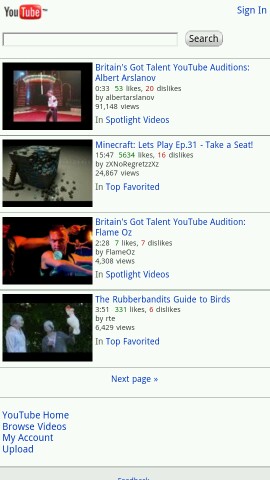 YouTube
Sign In
Search
Britain's Got Talent YouTube Auditions:
Albert Arslanov
0:33 53 likes, 20 dislikes
by albertarslanov
91,148 views
In Spotlight Videos
Minecraft: Lets Play Ep.31 - Take a Seat!
15:47 5634 likes, 16 dislikes
by zXNoRegretzzXz
24,867 views
In Top Favorited
Britain's Got Talent YouTube Audition:
Flame Oz
2:28 7 likes, 7 dislikes
by FlameOz
4,308 views
In Spotlight Videos
The Rubberbandits Guide to Birds
3:51 331 likes, 6 dislikes
by rte
6,429 views
In Top Favorited
Next page »
YouTube Home
Browse Videos
My Account
Upload
Feedback